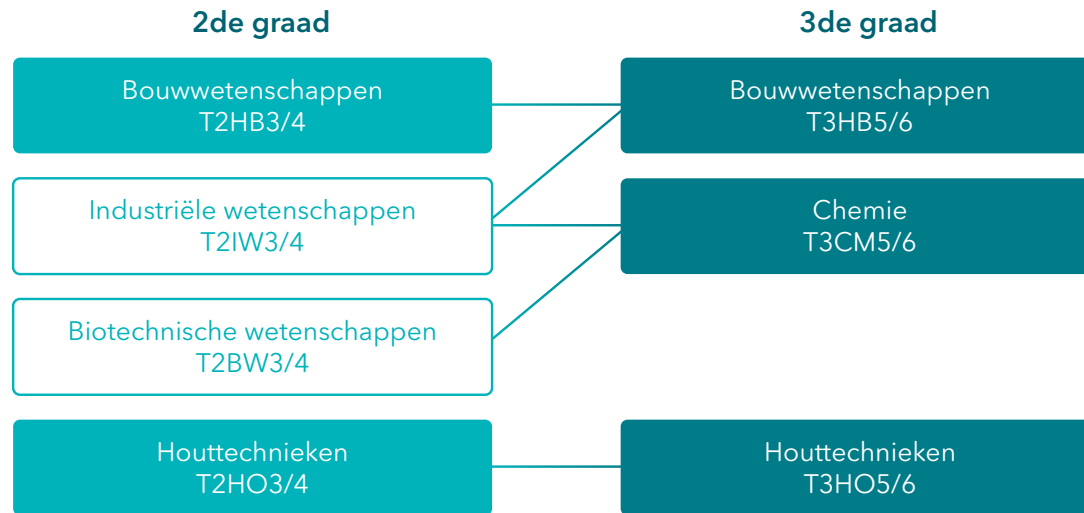 2de graad
3de graad
Bouwwetenschappen
T2HB3/4
Bouwwetenschappen
T3HB5/6
Industriële wetenschappen
T2IW3/4
Chemie
T3CM5/6
Biotechnische wetenschappen
T2BW3/4
Houttechnieken
T2HO3/4
Houttechnieken
T3HO5/6